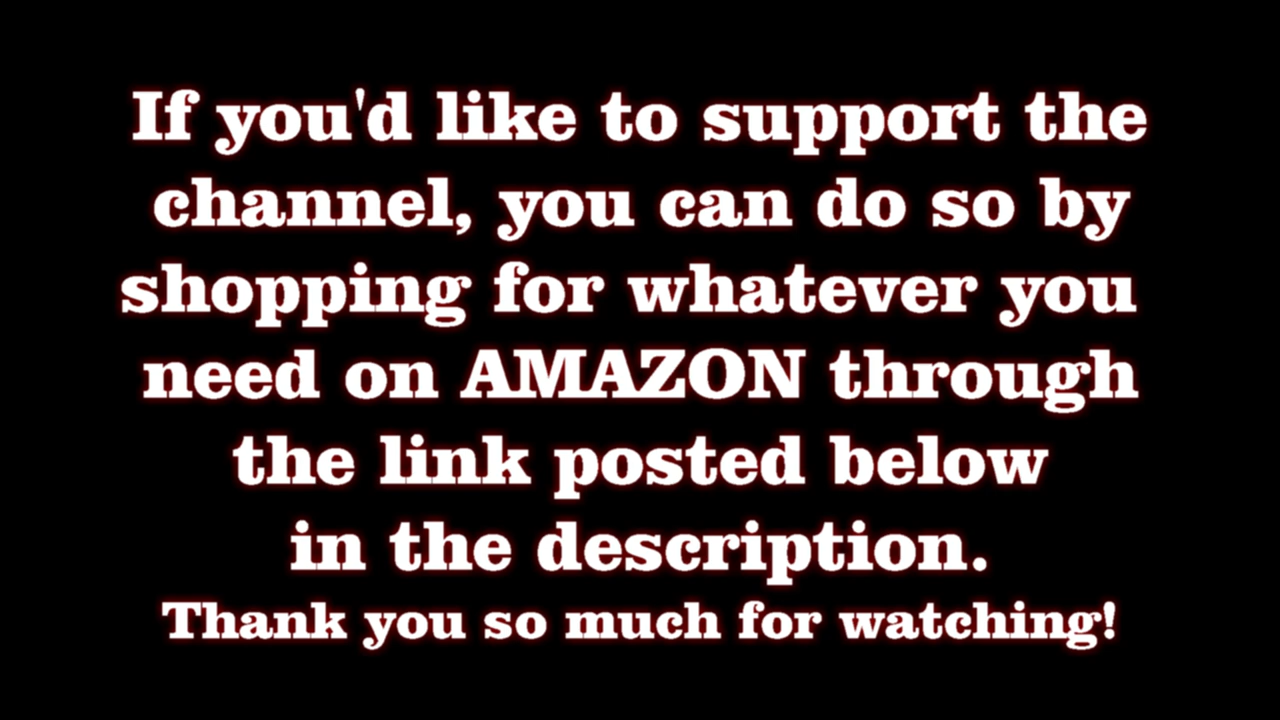 If you'd like to support the
channel, you can do so by
shopping for whatever you
need on AMAZON through
the link posted below
in the description.
Thank you so much for watching!